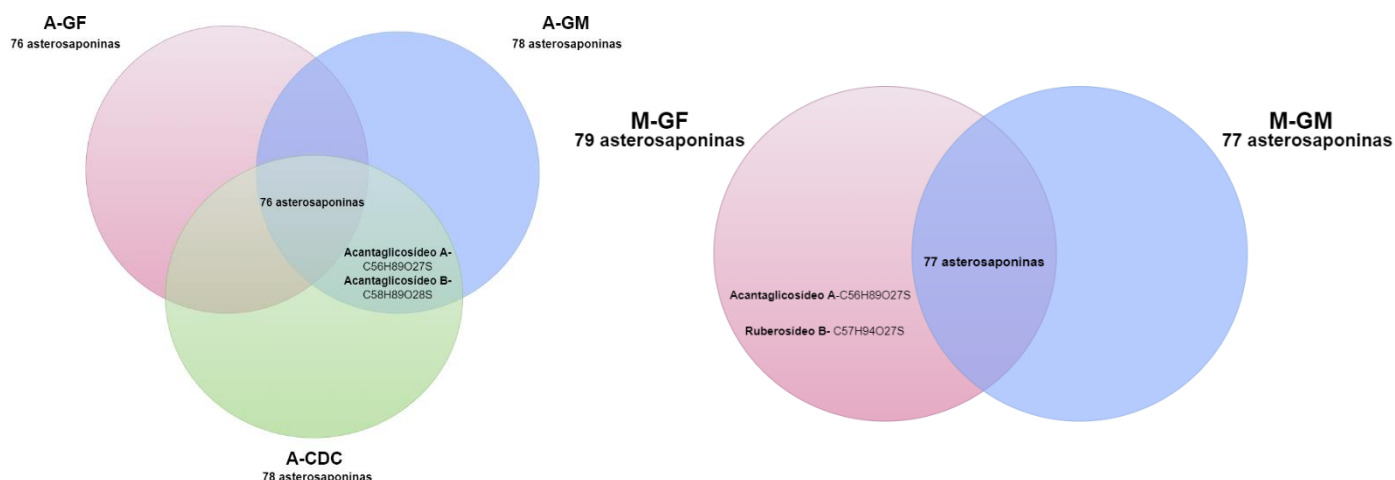 A-GF
76 asterosaponinas
A-GM
78 asterosaponinas
76 asterosaponinas
Acantaglicosídeo A-
C56H89O27S
Acantaglicosídeo B-
C58H89O28S
A-CDC
78 asterosaponinas
M-GF
79 asterosaponinas
M-GM
77 asterosaponinas
77 asterosaponinas
Acantaglicosídeo A-C56H89O27S
Ruberosídeo B- C57H94O27S